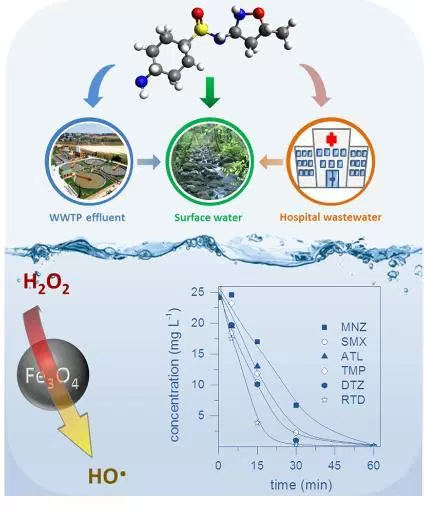 WWTP effluent
Surface water
Hospital wastewater
H₂O₂
Fe₃O₄
HO•
concentration (mg L⁻¹)
25
20
15
10
5
MNZ
SMX
ATL
TMP
DTZ
RTD
0 15 30 45 60
time (min)